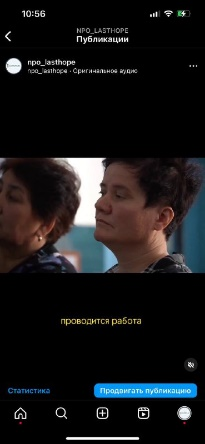 10:56
NPO_LASTHOPE
Публикации
npo_lasthope
npo_lasthope · Оригинальное аудио
проводится работа
Статистика
Продвигать публикацию